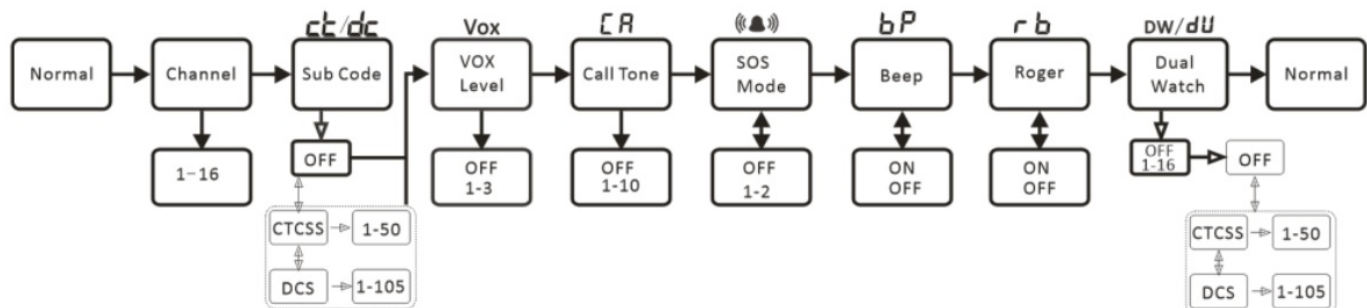 ct/dc
Vox
CA
bP
rb
DW/dU
Normal
Channel
Sub Code
VOX
Level
Call Tone
SOS
Mode
Beep
Roger
Dual
Watch
Normal
1-16
OFF
OFF
1-3
OFF
1-10
OFF
1-2
ON
OFF
ON
OFF
OFF
1-16
OFF
CTCSS
1-50
DCS
1-105
CTCSS
1-50
DCS
1-105